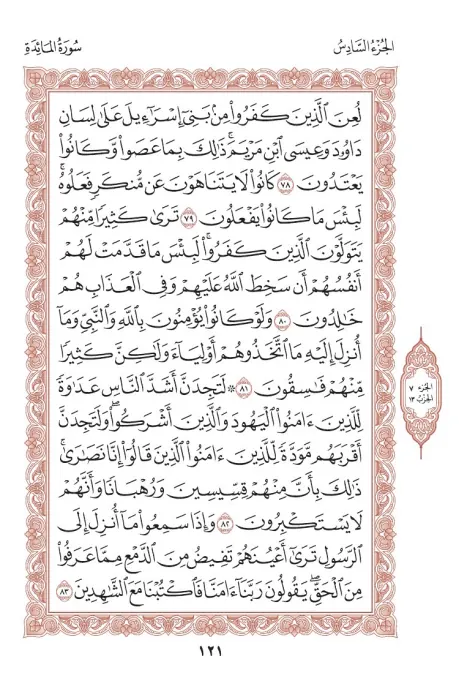 الجُزْءُ السَّادِسُ
سُورَةُ المَائِدَةِ
لُعِنَ ٱلَّذِينَ كَفَرُوا۟ مِنۢ بَنِىٓ إِسْرَٰٓءِيلَ عَلَىٰ لِسَانِ
دَاوُۥدَ وَعِيسَى ٱبْنِ مَرْيَمَ ۚ ذَٰلِكَ بِمَا عَصَوا۟ وَّكَانُوا۟
يَعْتَدُونَ ٧٨ كَانُوا۟ لَا يَتَنَاهَوْنَ عَن مُّنكَرٍ فَعَلُوهُ ۚ
لَبِئْسَ مَا كَانُوا۟ يَفْعَلُونَ ٧٩ تَرَىٰ كَثِيرًا مِّنْهُمْ
يَتَوَلَّوْنَ ٱلَّذِينَ كَفَرُوا۟ ۚ لَبِئْسَ مَا قَدَّمَتْ لَهُمْ
أَنفُسُهُمْ أَن سَخِطَ ٱللَّهُ عَلَيْهِمْ وَفِى ٱلْعَذَابِ هُمْ
خَٰلِدُونَ ٨٠ وَلَوْ كَانُوا۟ يُؤْمِنُونَ بِٱللَّهِ وَٱلنَّبِىِّ وَمَآ
أُنزِلَ إِلَيْهِ مَا ٱتَّخَذُوهُمْ أَوْلِيَآءَ وَلَٰكِنَّ كَثِيرًا
مِّنْهُمْ فَٰسِقُونَ ٨١ ۞ لَتَجِدَنَّ أَشَدَّ ٱلنَّاسِ عَدَٰوَةً
لِّلَّذِينَ ءَامَنُوا۟ ٱلْيَهُودَ وَٱلَّذِينَ أَشْرَكُوا۟ ۖ وَلَتَجِدَنَّ
أَقْرَبَهُم مَّوَدَّةً لِّلَّذِينَ ءَامَنُوا۟ ٱلَّذِينَ قَالُوٓا۟ إِنَّا نَصَٰرَىٰ ۚ
ذَٰلِكَ بِأَنَّ مِنْهُمْ قِسِّيسِينَ وَرُهْبَانًا وَأَنَّهُمْ
لَا يَسْتَكْبِرُونَ ٨٢ وَإِذَا سَمِعُوا۟ مَآ أُنزِلَ إِلَى
ٱلرَّسُولِ تَرَىٰٓ أَعْيُنَهُمْ تَفِيضُ مِنَ ٱلدَّمْعِ مِمَّا عَرَفُوا۟
مِنَ ٱلْحَقِّ ۖ يَقُولُونَ رَبَّنَآ ءَامَنَّا فَٱكْتُبْنَا مَعَ ٱلشَّٰهِدِينَ ٨٣
الجزء ٧
الحزب ١٣
١٢١